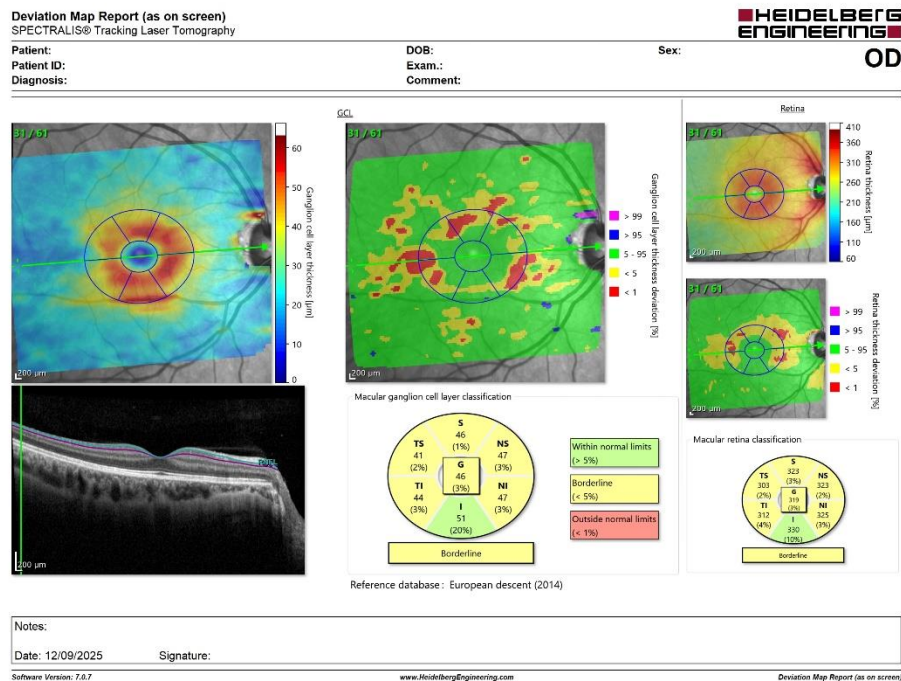 Deviation Map Report (as on screen)
SPECTRALIS® Tracking Laser Tomography
HEIDELBERG
ENGINEERING
Patient:
DOB:
Sex:
OD
Patient ID:
Exam.:
Diagnosis:
Comment:
GCL
Retina
31 / 61
60
50
40
30
20
10
0
Ganglion cell layer thickness [µm]
200 µm
31 / 61
> 99
> 95
5 - 95
< 5
< 1
Ganglion cell layer thickness deviation [%]
200 µm
31 / 61
410
360
310
260
210
160
110
60
Retina thickness [µm]
200 µm
31 / 61
> 99
> 95
5 - 95
< 5
< 1
Retina thickness deviation [%]
200 µm
200 µm
Macular ganglion cell layer classification
S
46
(1%)
TS
41
(2%)
NS
47
(3%)
G
46
(3%)
TI
44
(3%)
NI
47
(3%)
I
51
(20%)
Borderline
Within normal limits
(> 5%)
Borderline
(< 5%)
Outside normal limits
(< 1%)
Macular retina classification
S
323
(3%)
TS
303
(2%)
NS
323
(2%)
G
319
(3%)
TI
312
(4%)
NI
325
(3%)
I
330
(10%)
Borderline
Reference database : European descent (2014)
Notes:
Date: 12/09/2025
Signature:
Software Version: 7.0.7
www.HeidelbergEngineering.com
Deviation Map Report (as on screen)